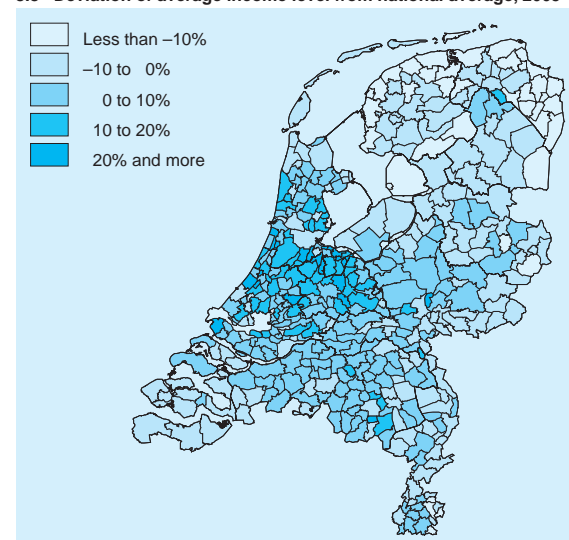 Deviation of average income level from national average,
Less than –10%
–10 to 0%
0 to 10%
10 to 20%
20% and more